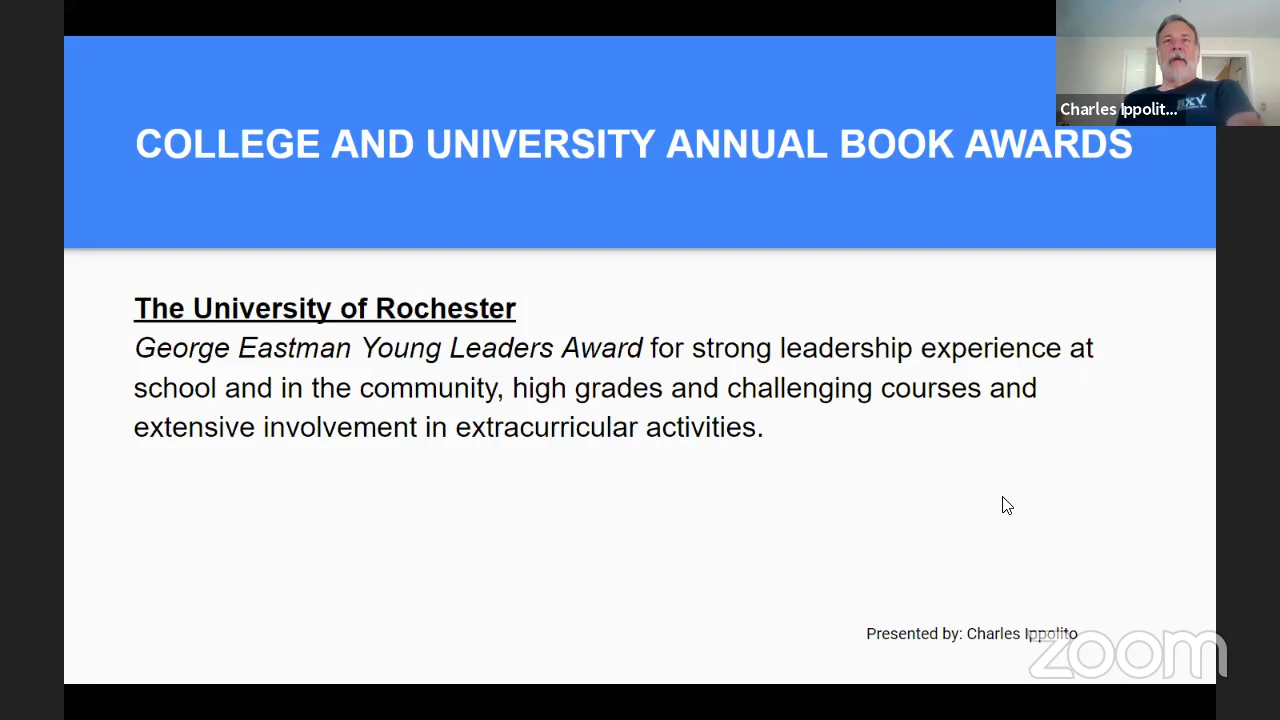 COLLEGE AND UNIVERSITY ANNUAL BOOK AWARDS
Charles Ippolit...
The University of Rochester
George Eastman Young Leaders Award for strong leadership experience at
school and in the community, high grades and challenging courses and
extensive involvement in extracurricular activities.
Presented by: Charles Ippolito
zoom